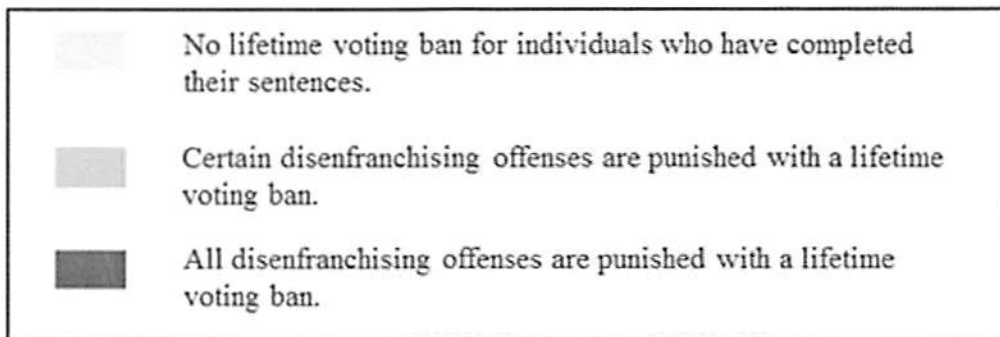 No lifetime voting ban for individuals who have completed
their sentences.
Certain disenfranchising offenses are punished with a lifetime
voting ban.
All disenfranchising offenses are punished with a lifetime
voting ban.